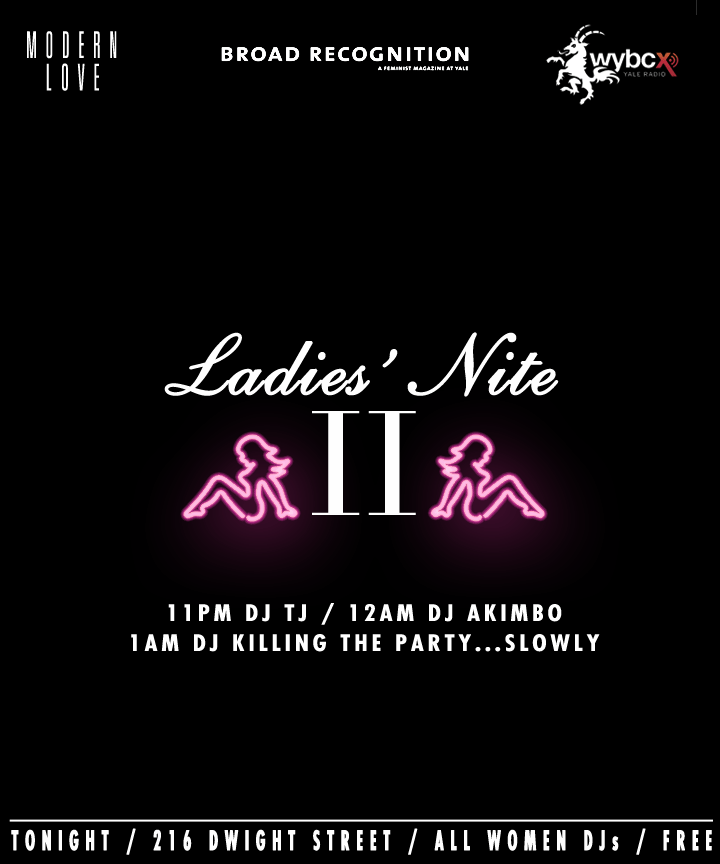 MODERN
LOVE
BROAD RECOGNITION
A FEMINIST MAGAZINE AT YALE
wybcx
YALE RADIO
Ladies’ Nite
II
11PM DJ TJ / 12AM DJ AKIMBO
1AM DJ KILLING THE PARTY...SLOWLY
TONIGHT / 216 DWIGHT STREET / ALL WOMEN DJs / FREE